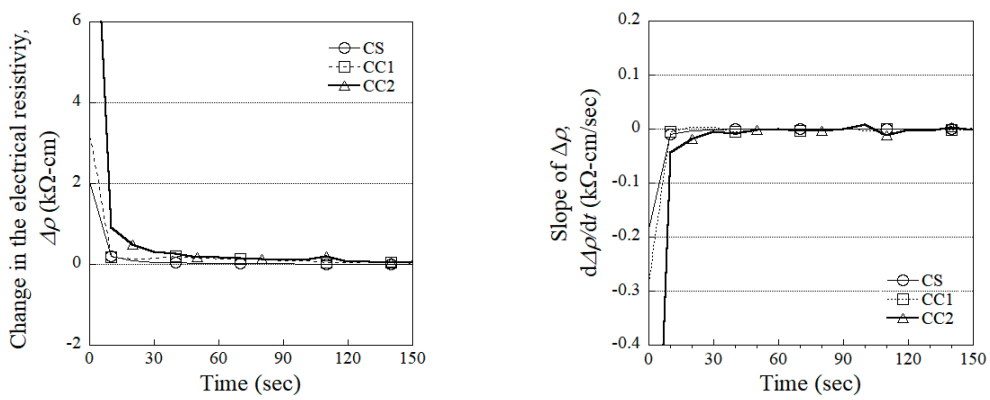 Change in the electrical resistiviy,
Δρ (kΩ-cm)
6
4
2
0
-2
CS
CC1
CC2
0 30 60 90 120 150
Time (sec)
Slope of Δρ,
dΔρ/dt (kΩ-cm/sec)
0.2
0.1
0
-0.1
-0.2
-0.3
-0.4
CS
CC1
CC2
0 30 60 90 120 150
Time (sec)